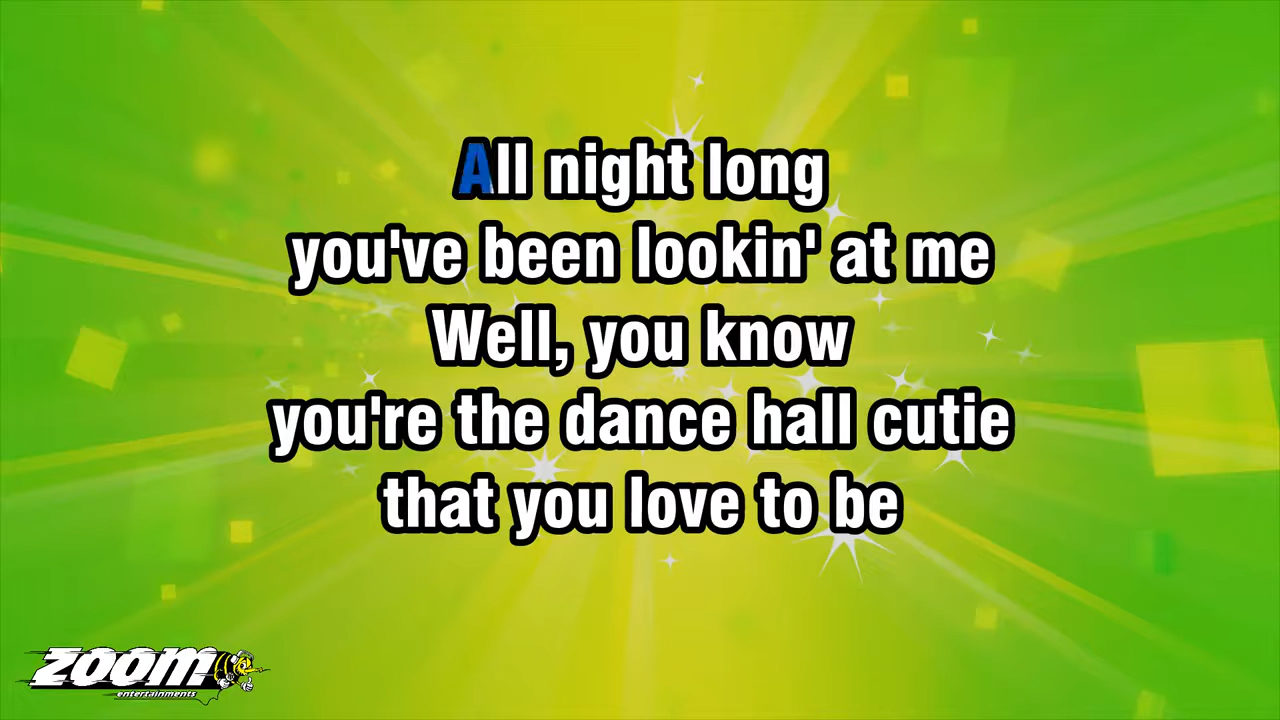 All night long
you've been lookin' at me
Well, you know
you're the dance hall cutie
that you love to be
zoom
entertainments